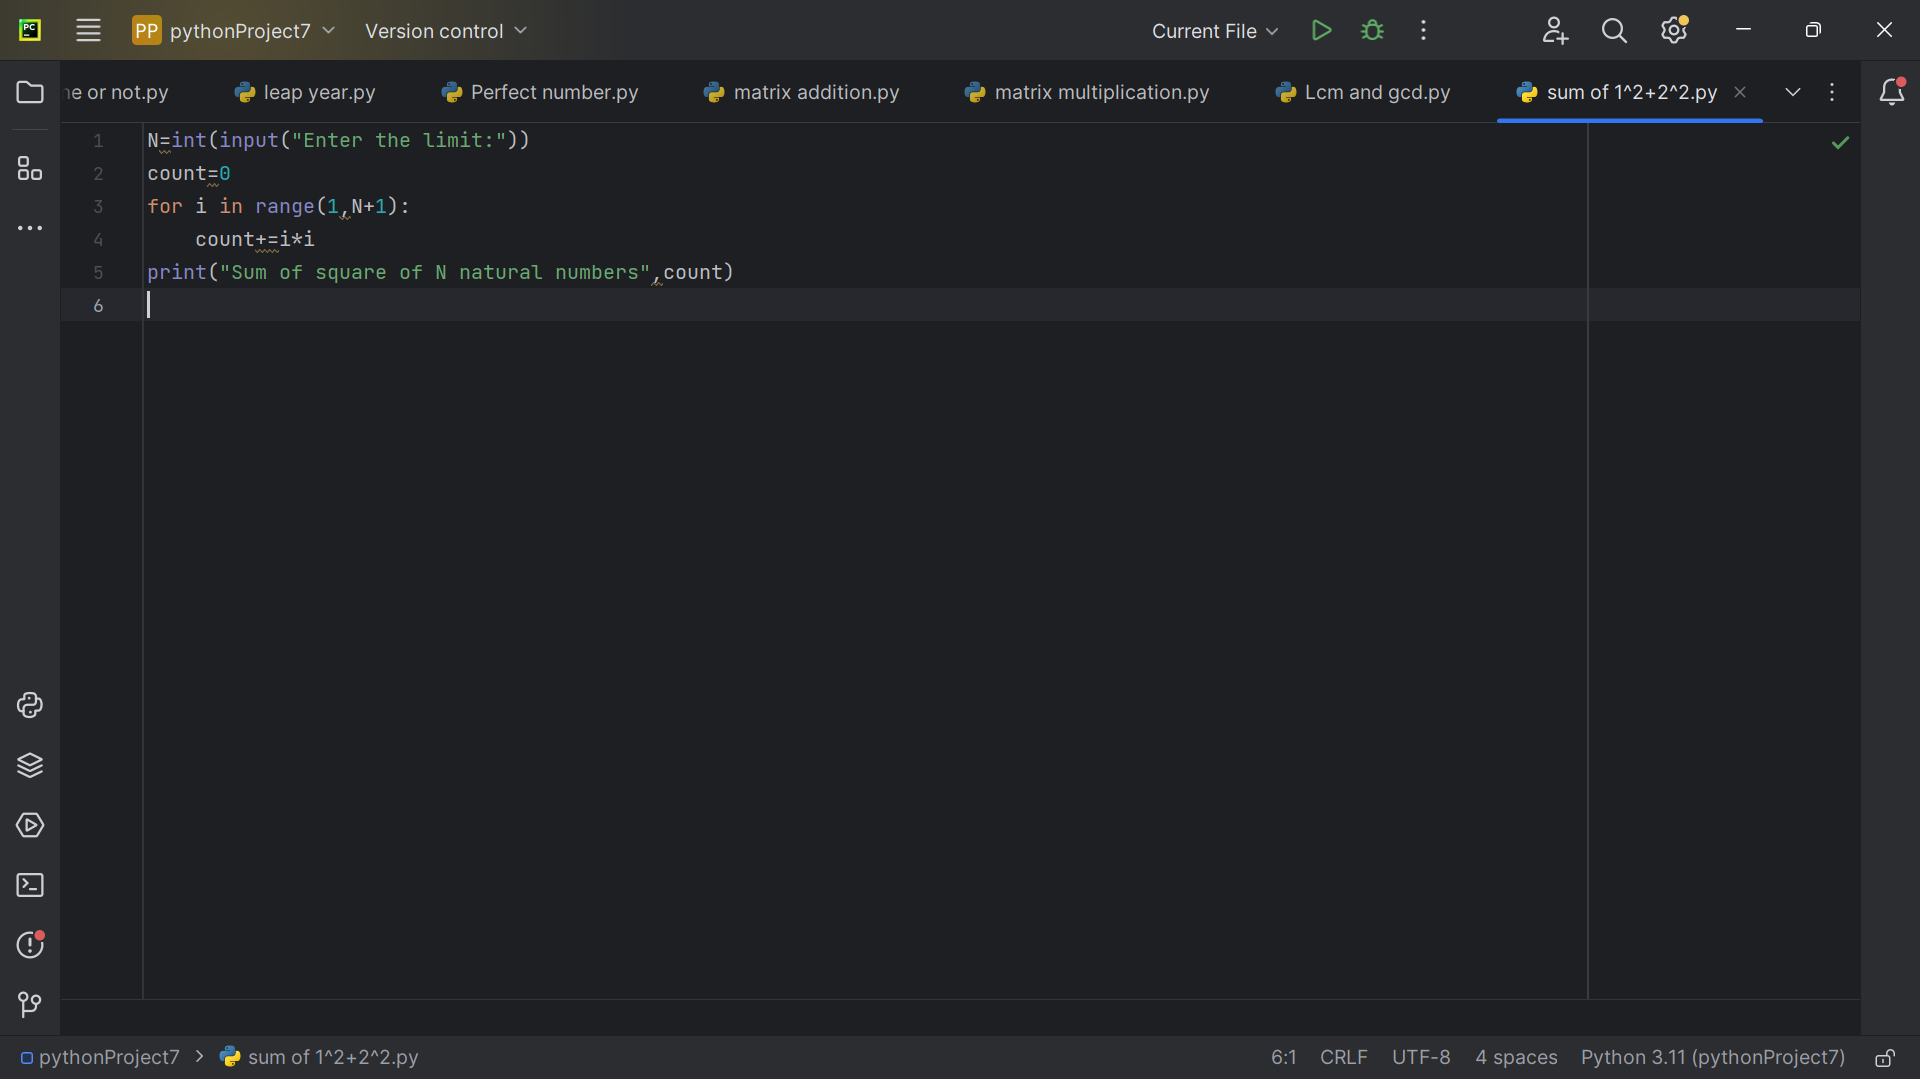 PC
PP pythonProject7 Version control Current File
ne or not.py leap year.py Perfect number.py matrix addition.py matrix multiplication.py Lcm and gcd.py sum of 1^2+2^2.py
1 N=int(input("Enter the limit:"))
2 count=0
3 for i in range(1,N+1):
4     count+=i*i
5 print("Sum of square of N natural numbers",count)
6
pythonProject7 > sum of 1^2+2^2.py 6:1 CRLF UTF-8 4 spaces Python 3.11 (pythonProject7)